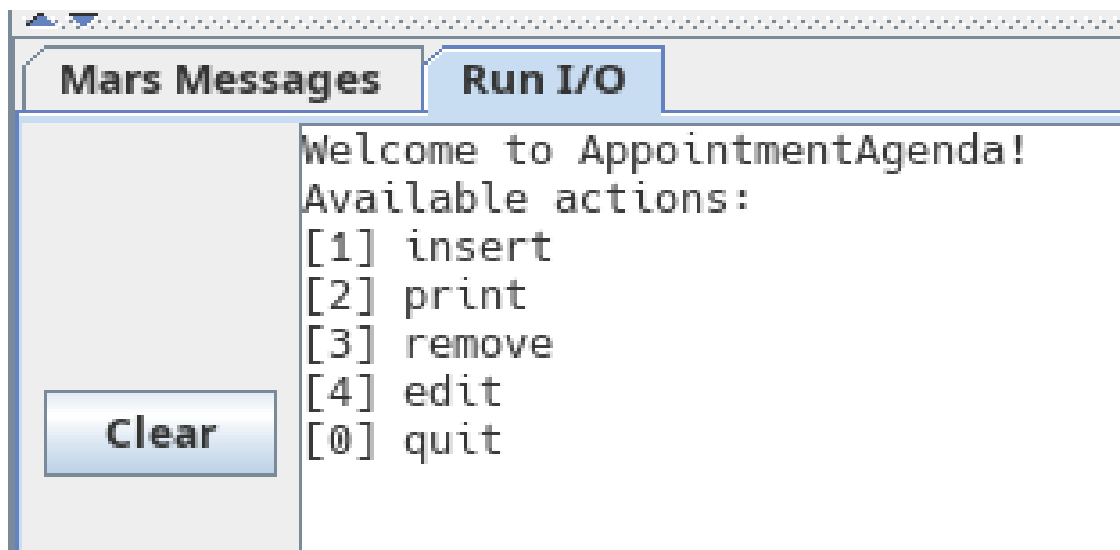 Mars Messages Run I/O
Welcome to AppointmentAgenda!
Available actions:
[1] insert
[2] print
[3] remove
[4] edit
[0] quit
Clear